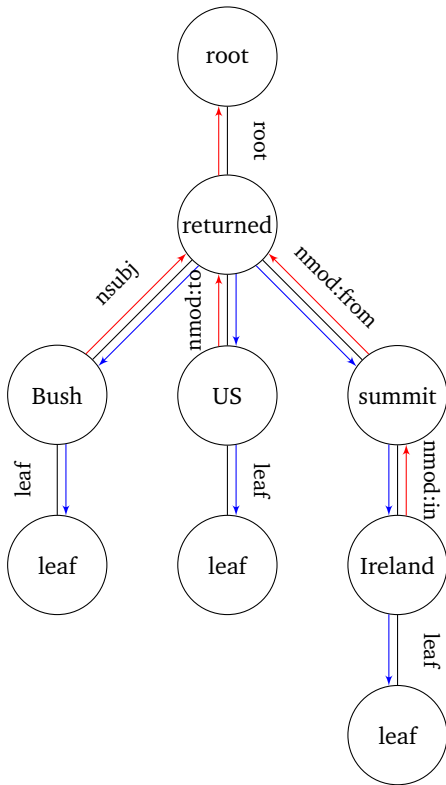 root
root
returned
nsubj
nmod:to
nmod:from
Bush
US
summit
leaf
leaf
nmod:in
leaf
leaf
Ireland
leaf
leaf